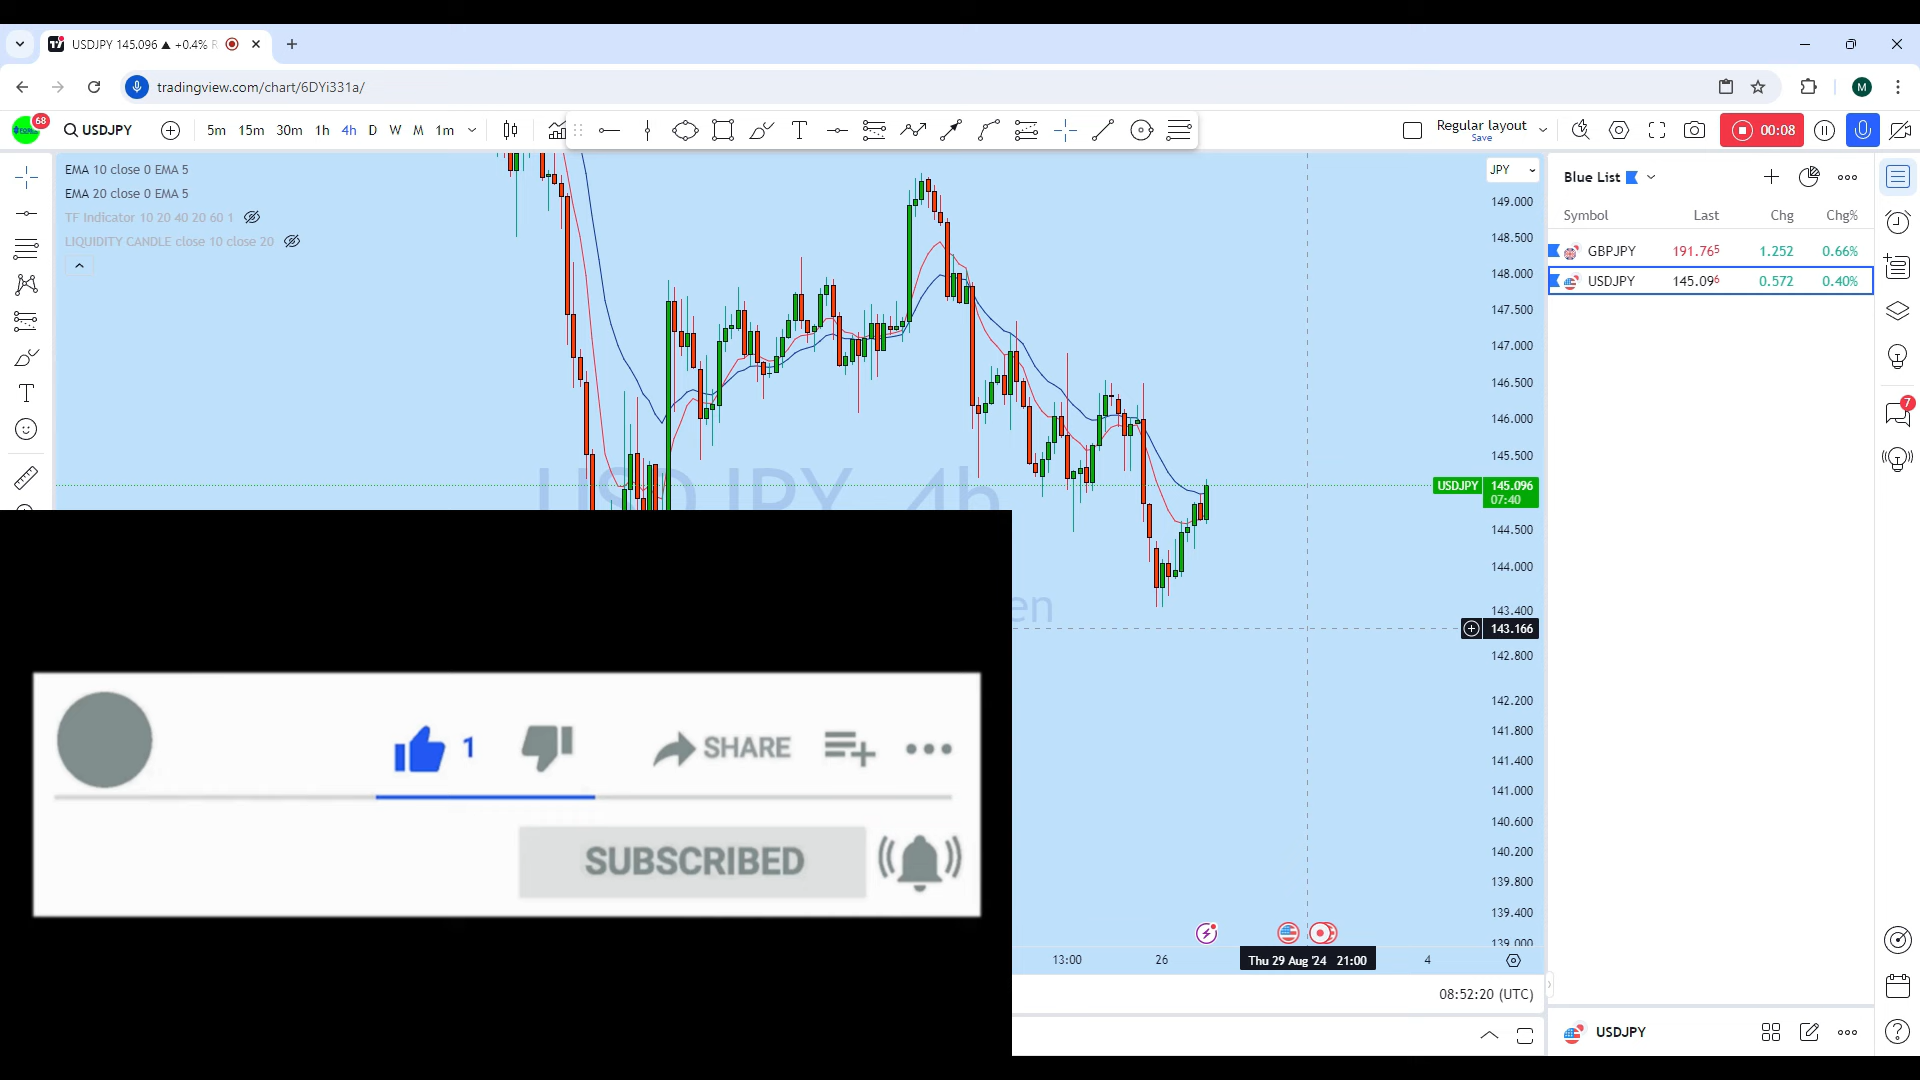 USDJPY 145.096 ▲ +0.4% R
tradingview.com/chart/6DYi331a/
68
USDJPY
5m 15m 30m 1h 4h D W M 1m
Regular layout
Save
00:08
EMA 10 close 0 EMA 5
EMA 20 close 0 EMA 5
TF Indicator 10 20 40 20 60 1
LIQUIDITY CANDLE close 10 close 20
USDJPY, 4h
en
JPY
149.000
148.500
148.000
147.500
147.000
146.500
146.000
145.500
USDJPY 145.096
07:40
144.500
144.000
143.400
143.166
142.800
142.200
141.800
141.400
141.000
140.600
140.200
139.800
139.400
139.000
13:00 26 Thu 29 Aug '24 21:00 4
08:52:20 (UTC)
Blue List
Symbol Last Chg Chg%
GBPJPY 191.765 1.252 0.66%
USDJPY 145.096 0.572 0.40%
7
M
USDJPY
1 SHARE
SUBSCRIBED